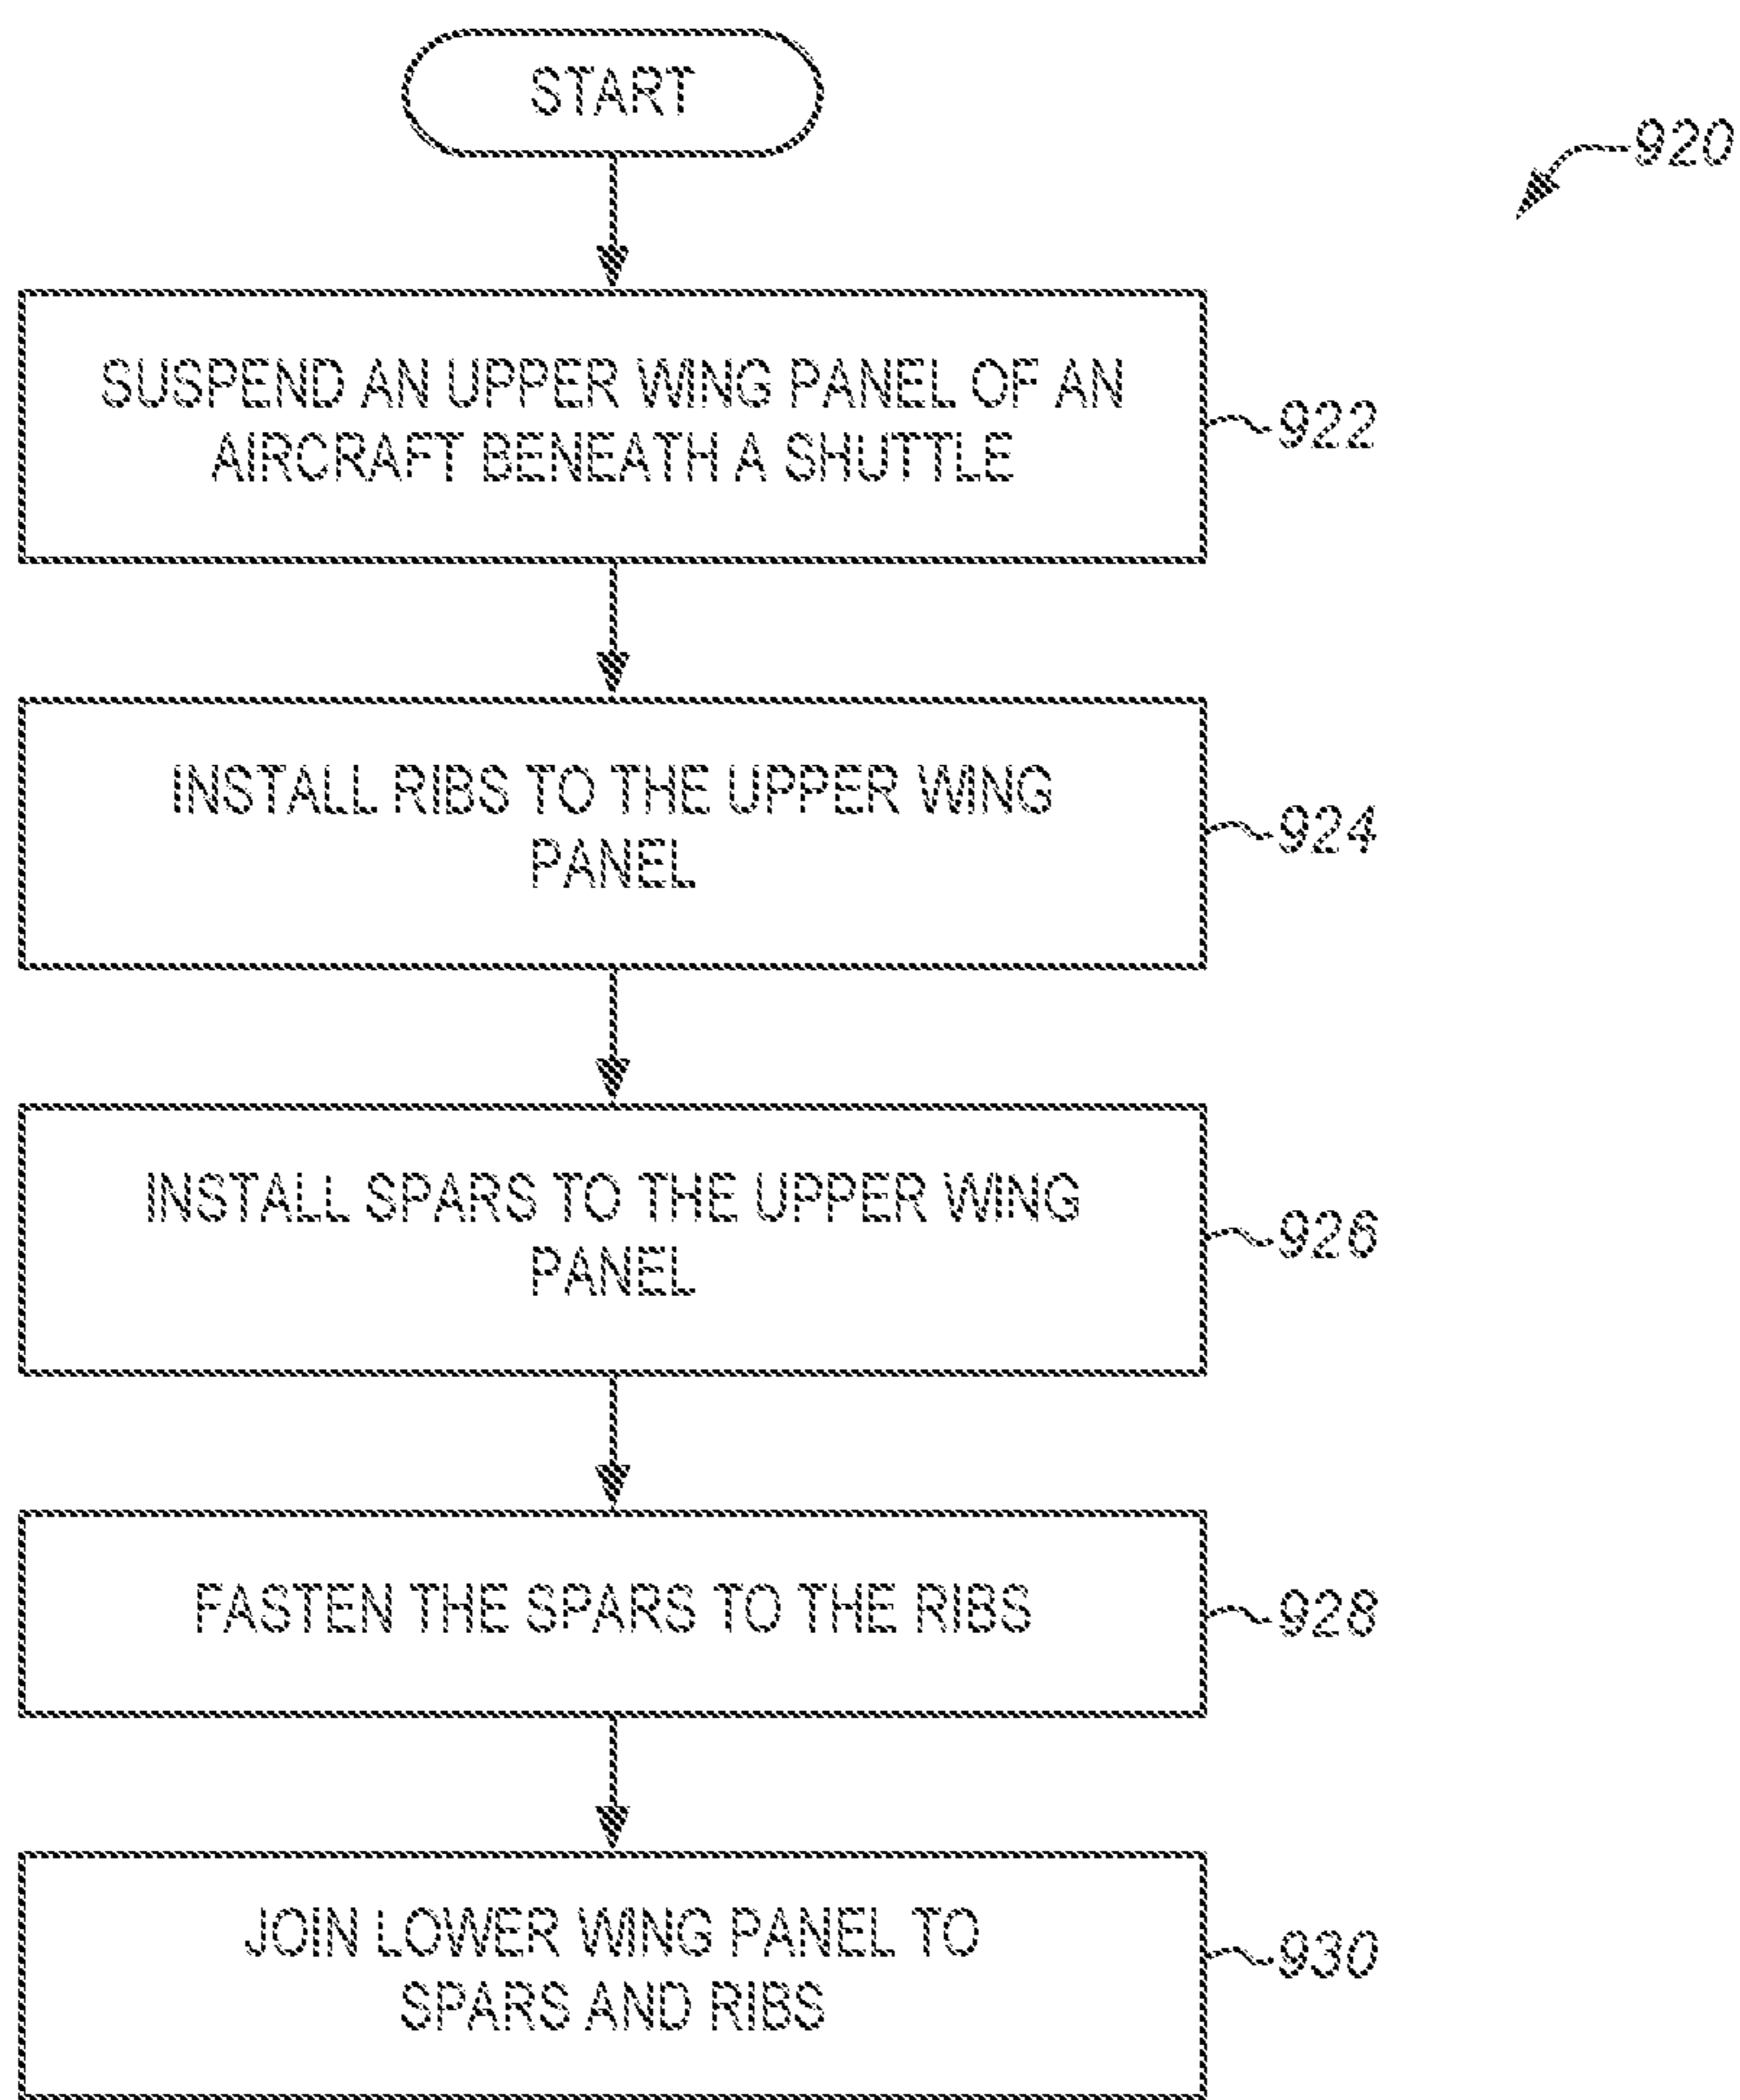 START
920
SUSPEND AN UPPER WING PANEL OF AN
AIRCRAFT BENEATH A SHUTTLE
922
INSTALL RIBS TO THE UPPER WING
PANEL
924
INSTALL SPARS TO THE UPPER WING
PANEL
926
FASTEN THE SPARS TO THE RIBS
928
JOIN LOWER WING PANEL TO
SPARS AND RIBS
930